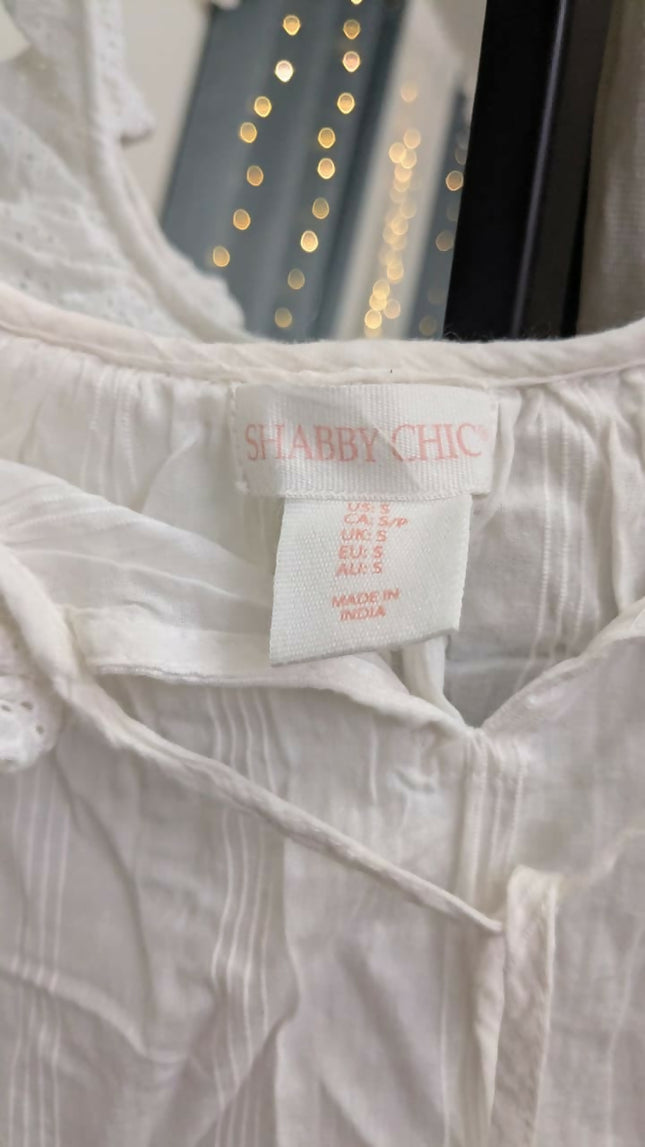 SHABBY CHIC®
US: S
CA: S/P
UK: S
EU: S
AU: S
MADE IN
INDIA